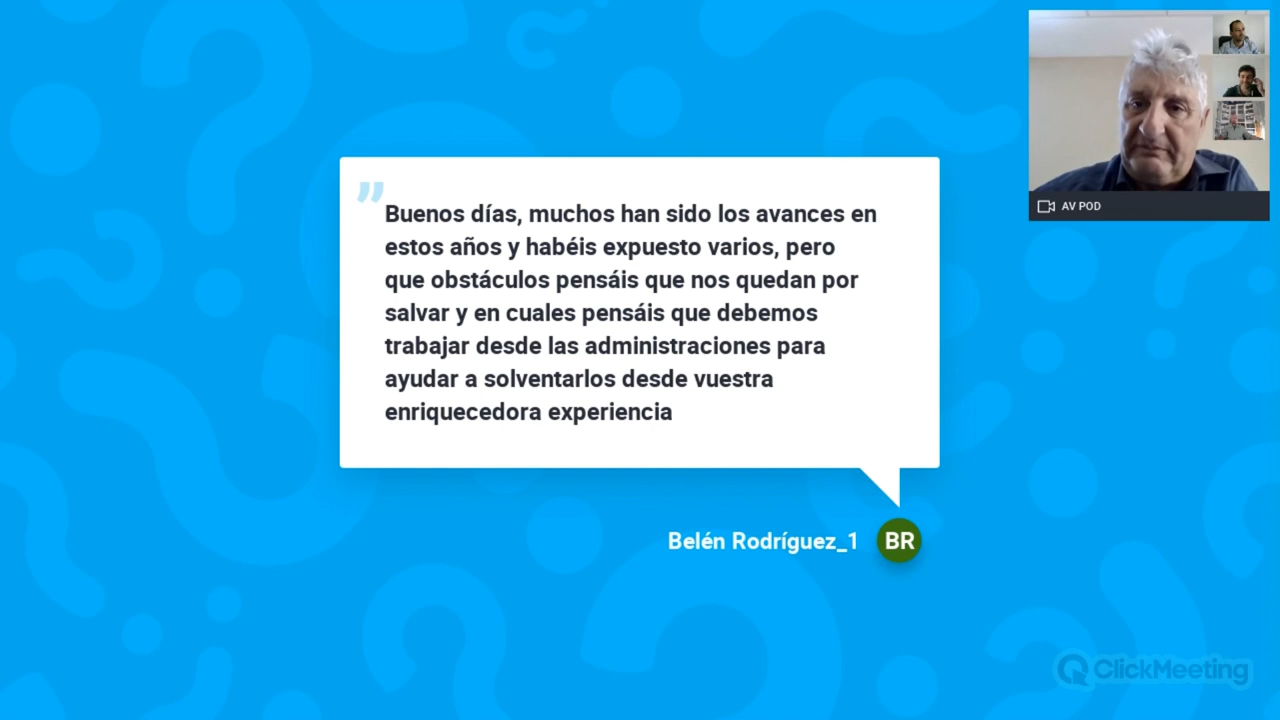 AV POD
"
Buenos días, muchos han sido los avances en
estos años y habéis expuesto varios, pero
que obstáculos pensáis que nos quedan por
salvar y en cuales pensáis que debemos
trabajar desde las administraciones para
ayudar a solventarlos desde vuestra
enriquecedora experiencia
Belén Rodríguez_1
BR
ClickMeeting